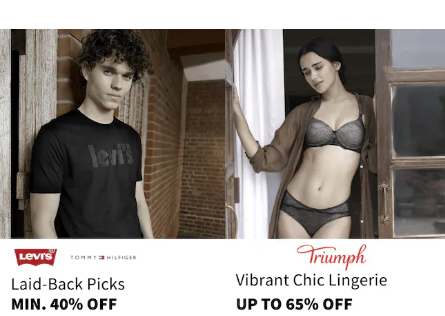 Levi's
LEVI'S
TOMMY HILFIGER
Laid-Back Picks
MIN. 40% OFF
Triumph
Vibrant Chic Lingerie
UP TO 65% OFF